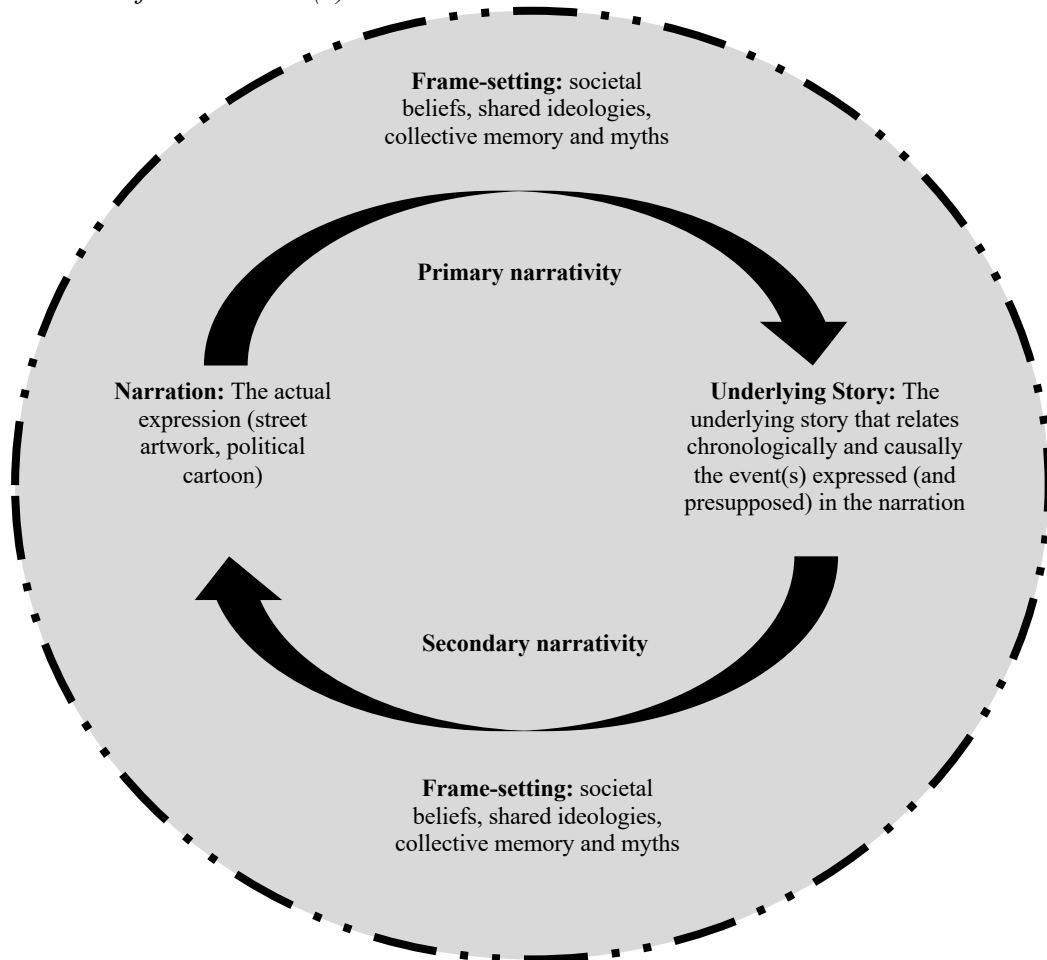 Frame-setting: societal
beliefs, shared ideologies,
collective memory and myths
Primary narrativity
Narration: The actual
expression (street
artwork, political
cartoon)
Underlying Story: The
underlying story that relates
chronologically and causally
the event(s) expressed (and
presupposed) in the narration
Secondary narrativity
Frame-setting: societal
beliefs, shared ideologies,
collective memory and myths